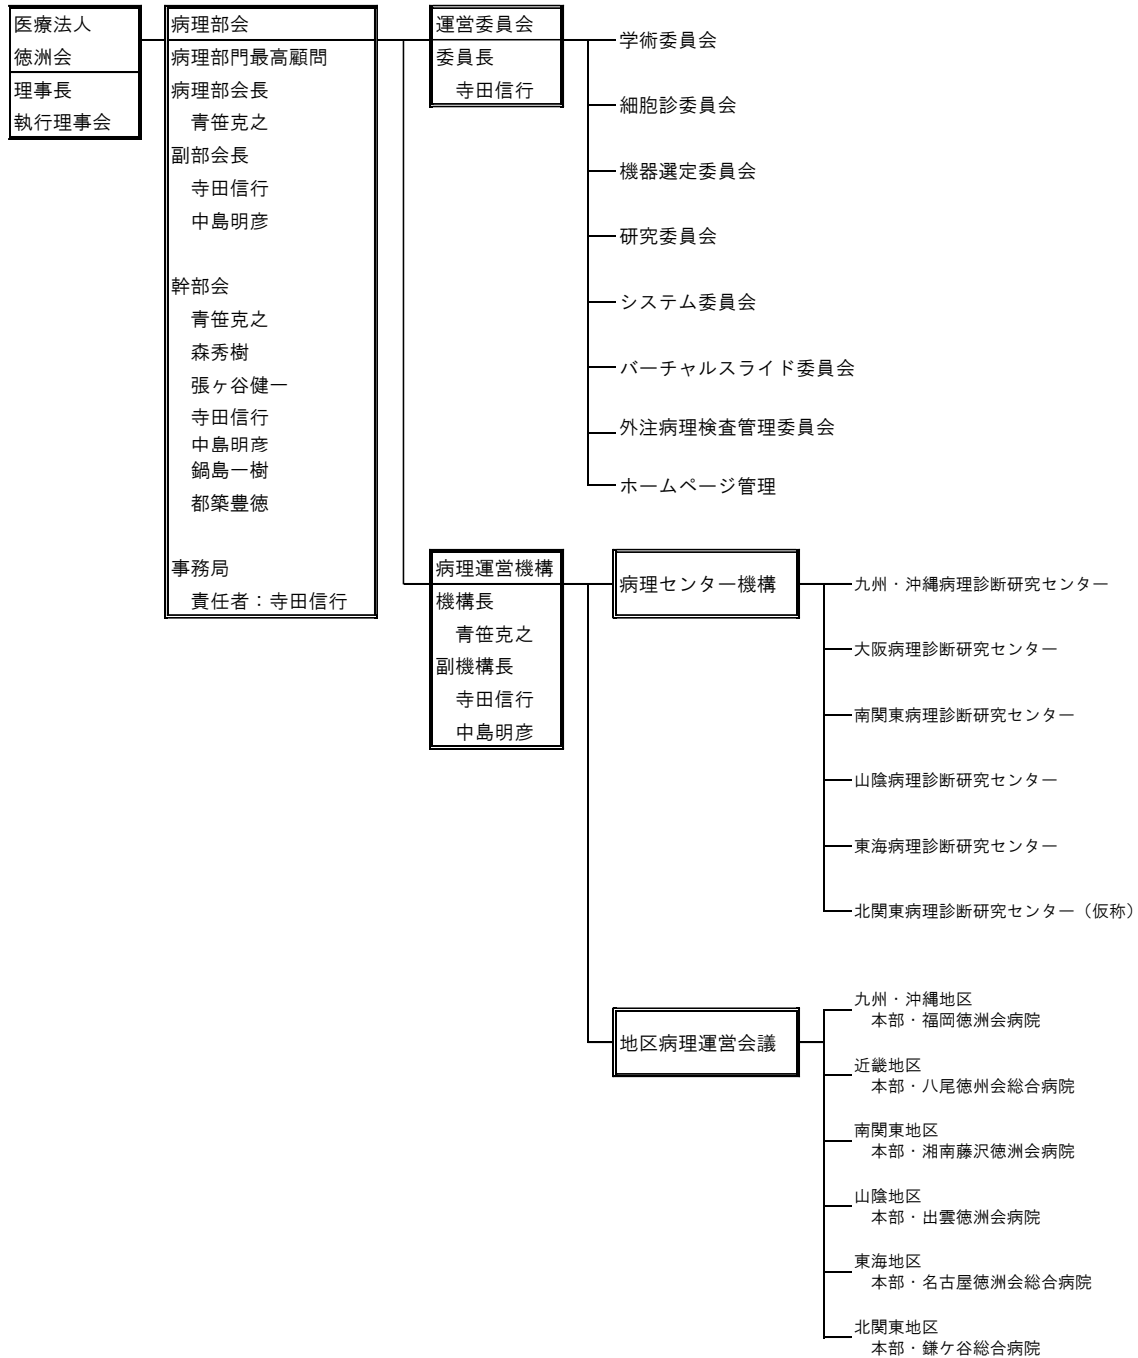 医療法人
徳洲会
理事長
執行理事会
病理部会
病理部門最高顧問
病理部会長
青笹克之
副部会長
寺田信行
中島明彦
幹部会
青笹克之
森秀樹
張ヶ谷健一
寺田信行
中島明彦
鍋島一樹
都築豊徳
事務局
責任者：寺田信行
運営委員会
委員長
寺田信行
学術委員会
細胞診委員会
機器選定委員会
研究委員会
システム委員会
バーチャルスライド委員会
外注病理検査管理委員会
ホームページ管理
病理運営機構
機構長
青笹克之
副機構長
寺田信行
中島明彦
病理センター機構
九州・沖縄病理診断研究センター
大阪病理診断研究センター
南関東病理診断研究センター
山陰病理診断研究センター
東海病理診断研究センター
北関東病理診断研究センター（仮称）
地区病理運営会議
九州・沖縄地区
本部・福岡徳洲会病院
近畿地区
本部・八尾徳州会総合病院
南関東地区
本部・湘南藤沢徳洲会病院
山陰地区
本部・出雲徳洲会病院
東海地区
本部・名古屋徳洲会総合病院
北関東地区
本部・鎌ケ谷総合病院